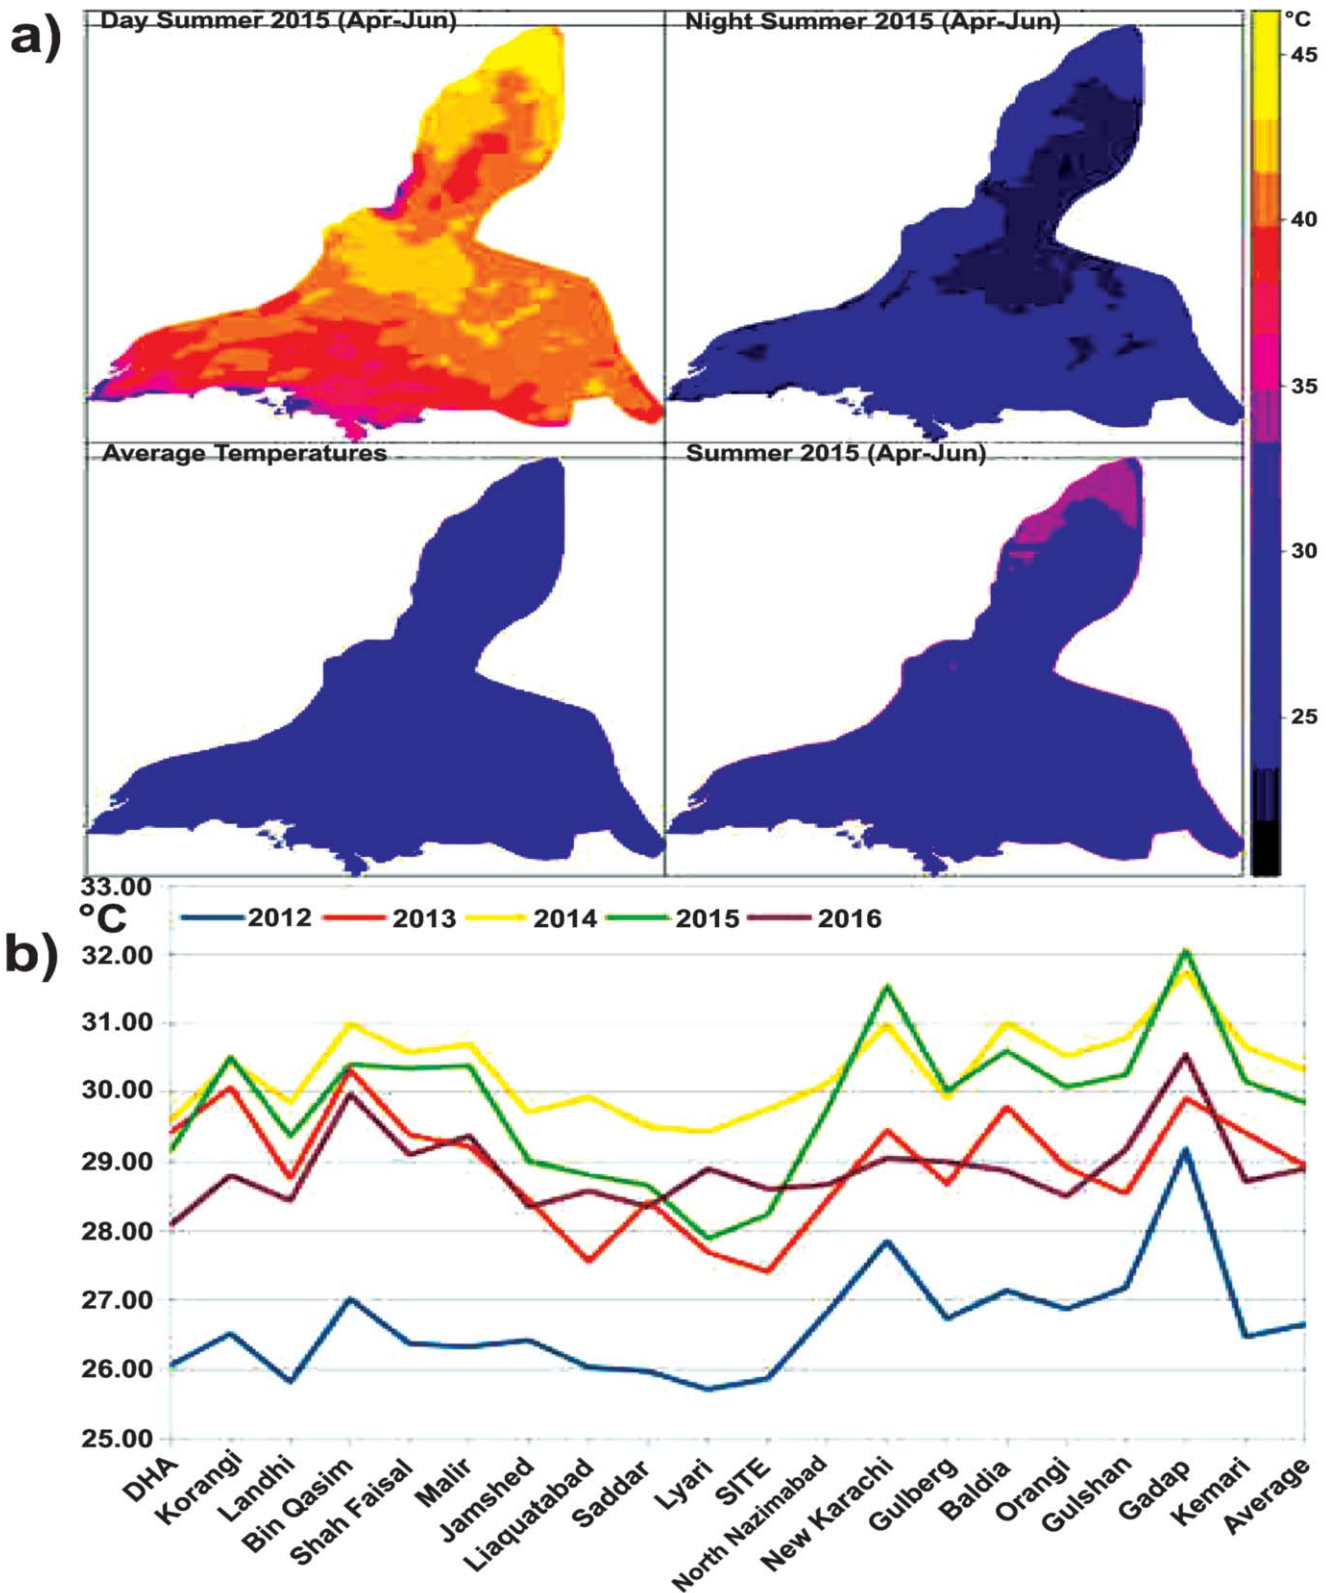 a)
Day Summer 2015 (Apr-Jun)
Night Summer 2015 (Apr-Jun)
°C
45
40
35
30
25
Average Temperatures
Summer 2015 (Apr-Jun)
b)
°C
33.00
32.00
31.00
30.00
29.00
28.00
27.00
26.00
25.00
2012
2013
2014
2015
2016
DHA
Korangi
Landhi
Bin Qasim
Shah Faisal
Malir
Jamshed
Liaquatabad
Saddar
Lyari
SITE
North Nazimabad
New Karachi
Gulberg
Baldia
Orangi
Gulshan
Gadap
Kemari
Average